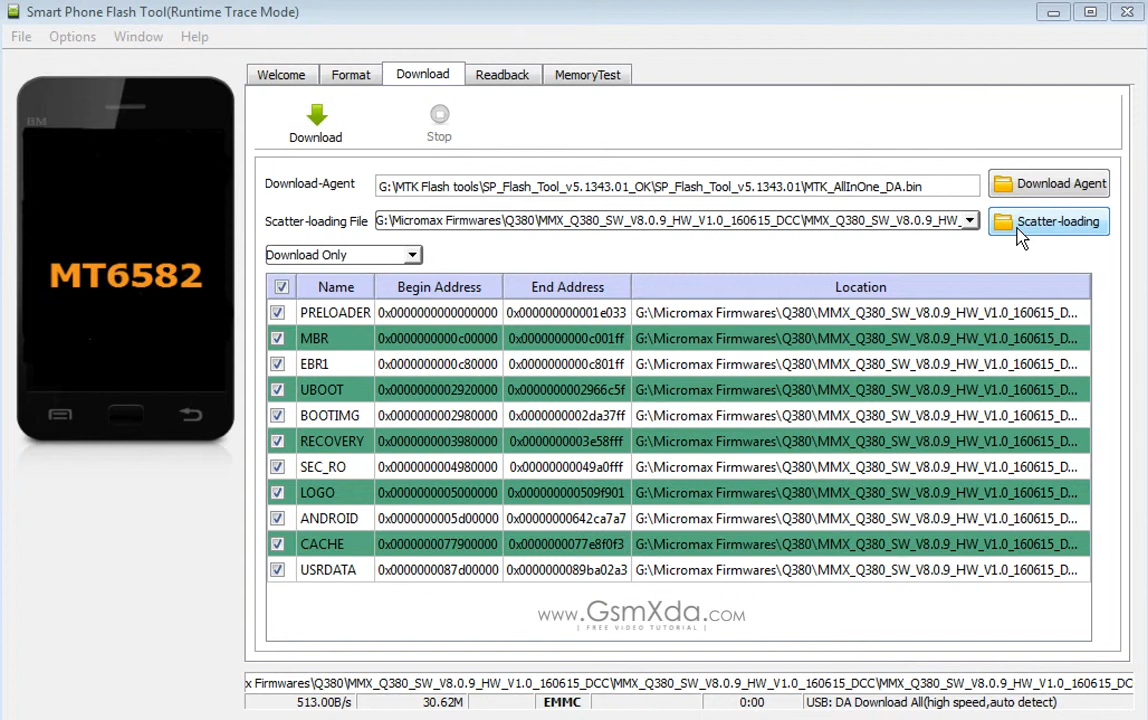 Smart Phone Flash Tool(Runtime Trace Mode)
File Options Window Help
Welcome Format Download Readback MemoryTest
BM
Download Stop
Download-Agent G:\MTK Flash tools\SP_Flash_Tool_v5.1343.01_OK\SP_Flash_Tool_v5.1343.01\MTK_AllInOne_DA.bin Download Agent
Scatter-loading File G:\Micromax Firmwares\Q380\MMX_Q380_SW_V8.0.9_HW_V1.0_160615_DCC\MMX_Q380_SW_V8.0.9_HW_ Scatter-loading
Download Only
MT6582
Name Begin Address End Address Location
PRELOADER 0x0000000000000000 0x000000000001e033 G:\Micromax Firmwares\Q380\MMX_Q380_SW_V8.0.9_HW_V1.0_160615_D...
MBR 0x0000000000c00000 0x0000000000c001ff G:\Micromax Firmwares\Q380\MMX_Q380_SW_V8.0.9_HW_V1.0_160615_D...
EBR1 0x0000000000c80000 0x0000000000c801ff G:\Micromax Firmwares\Q380\MMX_Q380_SW_V8.0.9_HW_V1.0_160615_D...
UBOOT 0x0000000002920000 0x0000000002966c5f G:\Micromax Firmwares\Q380\MMX_Q380_SW_V8.0.9_HW_V1.0_160615_D...
BOOTIMG 0x0000000002980000 0x0000000002da37ff G:\Micromax Firmwares\Q380\MMX_Q380_SW_V8.0.9_HW_V1.0_160615_D...
RECOVERY 0x0000000003980000 0x0000000003e58fff G:\Micromax Firmwares\Q380\MMX_Q380_SW_V8.0.9_HW_V1.0_160615_D...
SEC_RO 0x0000000004980000 0x00000000049a0fff G:\Micromax Firmwares\Q380\MMX_Q380_SW_V8.0.9_HW_V1.0_160615_D...
LOGO 0x0000000005000000 0x000000000509f901 G:\Micromax Firmwares\Q380\MMX_Q380_SW_V8.0.9_HW_V1.0_160615_D...
ANDROID 0x0000000005d00000 0x00000000642ca7a7 G:\Micromax Firmwares\Q380\MMX_Q380_SW_V8.0.9_HW_V1.0_160615_D...
CACHE 0x0000000077900000 0x0000000077e8f0f3 G:\Micromax Firmwares\Q380\MMX_Q380_SW_V8.0.9_HW_V1.0_160615_D...
USRDATA 0x0000000087d00000 0x0000000089ba02a3 G:\Micromax Firmwares\Q380\MMX_Q380_SW_V8.0.9_HW_V1.0_160615_D...
www.GsmXda.com
| FREE VIDEO TUTORIAL |
x Firmwares\Q380\MMX_Q380_SW_V8.0.9_HW_V1.0_160615_DCC\MMX_Q380_SW_V8.0.9_HW_V1.0_160615_DCC\MMX_Q380_SW_V8.0.9_HW_V1.0_160615_DC
513.00B/s 30.62M EMMC 0:00 USB: DA Download All(high speed,auto detect)